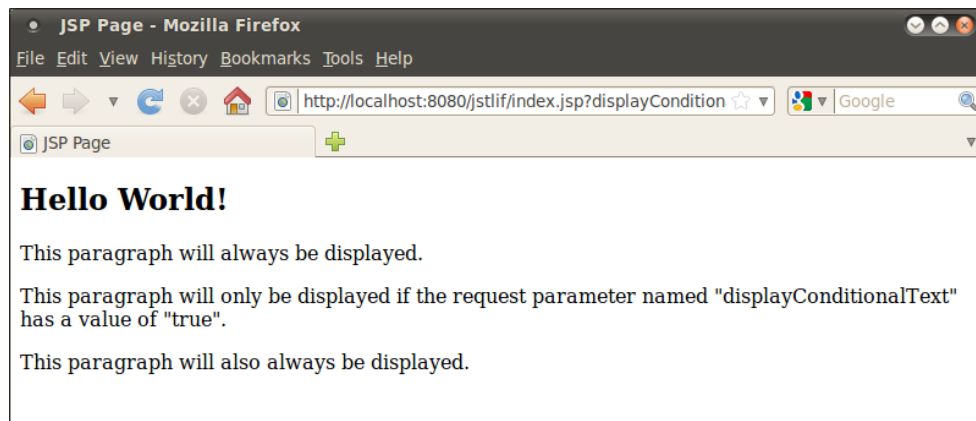 JSP Page - Mozilla Firefox
File Edit View History Bookmarks Tools Help
http://localhost:8080/jstlif/index.jsp?displayCondition
Google
JSP Page
Hello World!
This paragraph will always be displayed.
This paragraph will only be displayed if the request parameter named "displayConditionalText"
has a value of "true".
This paragraph will also always be displayed.